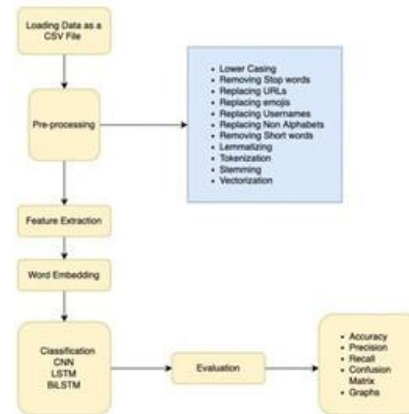 Loading Data as a
CSV File
Pre-processing
• Lower Casing
• Removing Stop words
• Replacing URLs
• Replacing emojis
• Replacing Usernames
• Replacing Non Alphabets
• Removing Short words
• Lemmatizing
• Tokenization
• Stemming
• Vectorization
Feature Extraction
Word Embedding
Classification
CNN
LSTM
BiLSTM
Evaluation
• Accuracy
• Precision
• Recall
• Confusion
Matrix
• Graphs